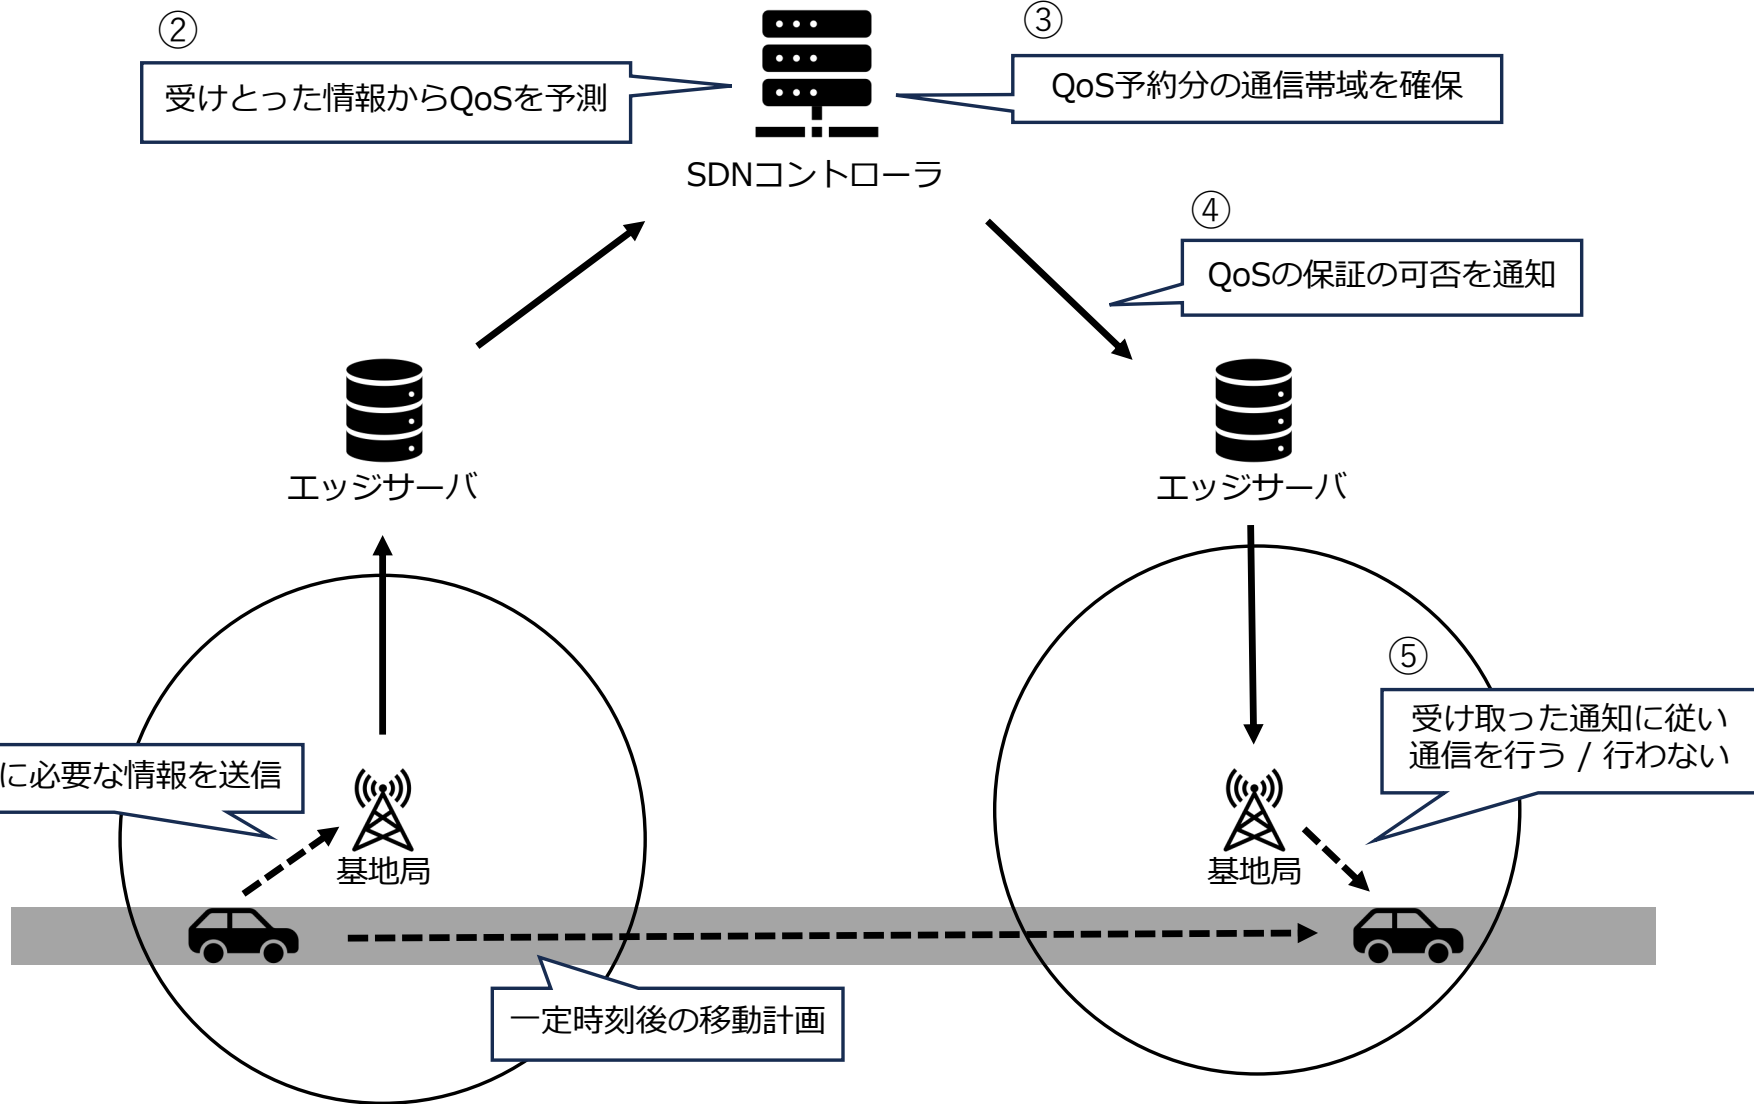 ②
受けとった情報からQoSを予測
③
QoS予約分の通信帯域を確保
SDNコントローラ
④
QoSの保証の可否を通知
エッジサーバ
エッジサーバ
に必要な情報を送信
基地局
⑤
受け取った通知に従い
通信を行う / 行わない
基地局
一定時刻後の移動計画